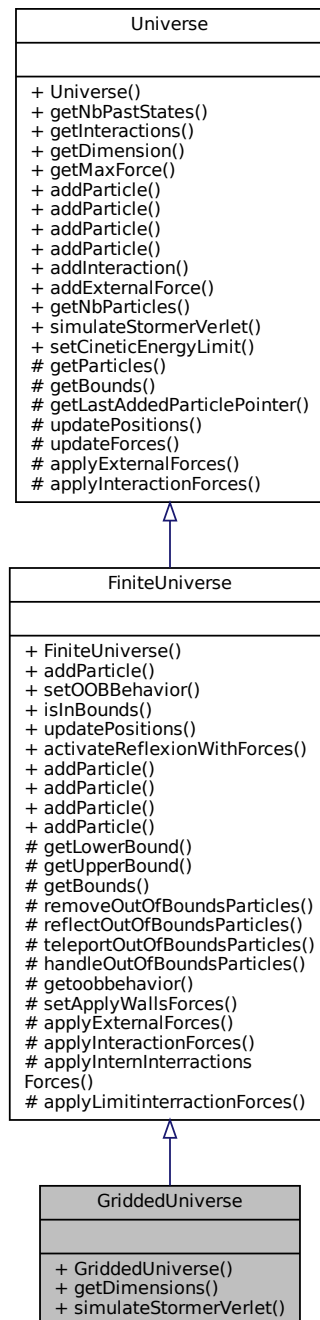 Universe
+ Universe()
+ getNbPastStates()
+ getInteractions()
+ getDimension()
+ getMaxForce()
+ addParticle()
+ addParticle()
+ addParticle()
+ addParticle()
+ addInteraction()
+ addExternalForce()
+ getNbParticles()
+ simulateStormerVerlet()
+ setCineticEnergyLimit()
# getParticles()
# getBounds()
# getLastAddedParticlePointer()
# updatePositions()
# updateForces()
# applyExternalForces()
# applyInteractionForces()
FiniteUniverse
+ FiniteUniverse()
+ addParticle()
+ setOOBBehavior()
+ isInBounds()
+ updatePositions()
+ activateReflexionWithForces()
+ addParticle()
+ addParticle()
+ addParticle()
+ addParticle()
# getLowerBound()
# getUpperBound()
# getBounds()
# removeOutOfBoundsParticles()
# reflectOutOfBoundsParticles()
# teleportOutOfBoundsParticles()
# handleOutOfBoundsParticles()
# getoobbehavior()
# setApplyWallsForces()
# applyExternalForces()
# applyInteractionForces()
# applyInternInterractions
Forces()
# applyLimitinterractionForces()
GriddedUniverse
+ GriddedUniverse()
+ getDimensions()
+ simulateStormerVerlet()